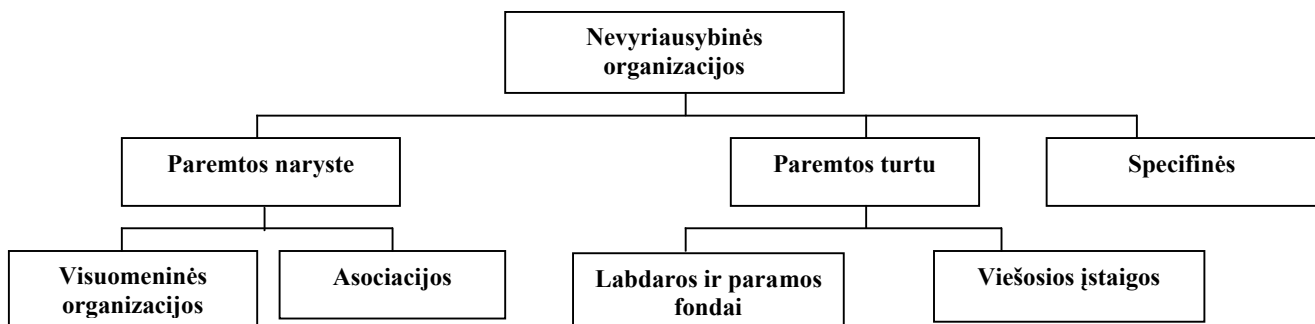 Nevyriausybinės
organizacijos
Paremtos naryste
Paremtos turtu
Specifinės
Visuomeninės
organizacijos
Asociacijos
Labdaros ir paramos
fondai
Viešosios įstaigos